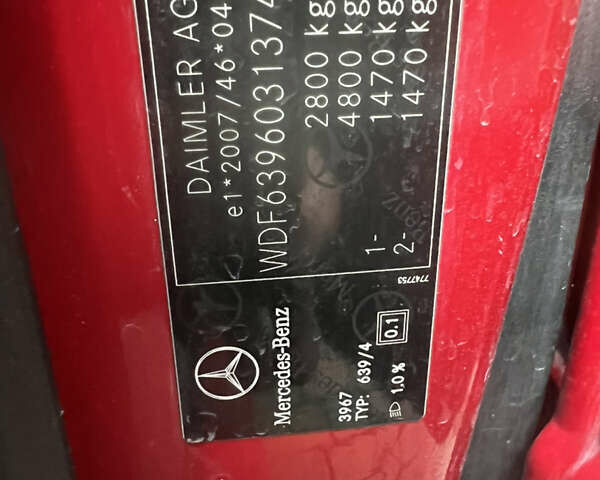 DAIMLER AG
e1*2007/46*04
WDF6396031374
2800 kg
4800 kg
1- 1470 kg
2- 1470 kg
7747753
Mercedes-Benz
3967
TYP: 639/4
0.1
1.0 %